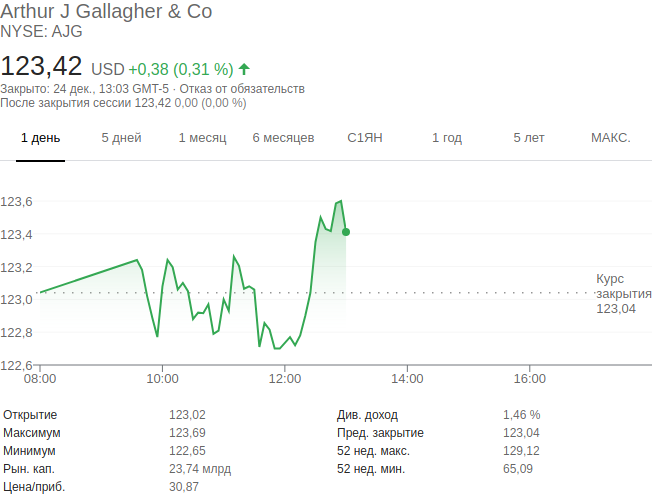 Arthur J Gallagher & Co
NYSE: AJG
123,42 USD +0,38 (0,31 %)
Закрыто: 24 дек., 13:03 GMT-5 · Отказ от обязательств
После закрытия сессии 123,42 0,00 (0,00 %)
1 день 5 дней 1 месяц 6 месяцев С1ЯН 1 год 5 лет МАКС.
123,6
123,4
123,2
123,0
122,8
122,6
Курс
закрытия
123,04
08:00 10:00 12:00 14:00 16:00
Открытие 123,02 Див. доход 1,46 %
Максимум 123,69 Пред. закрытие 123,04
Минимум 122,65 52 нед. макс. 129,12
Рын. кап. 23,74 млрд 52 нед. мин. 65,09
Цена/приб. 30,87